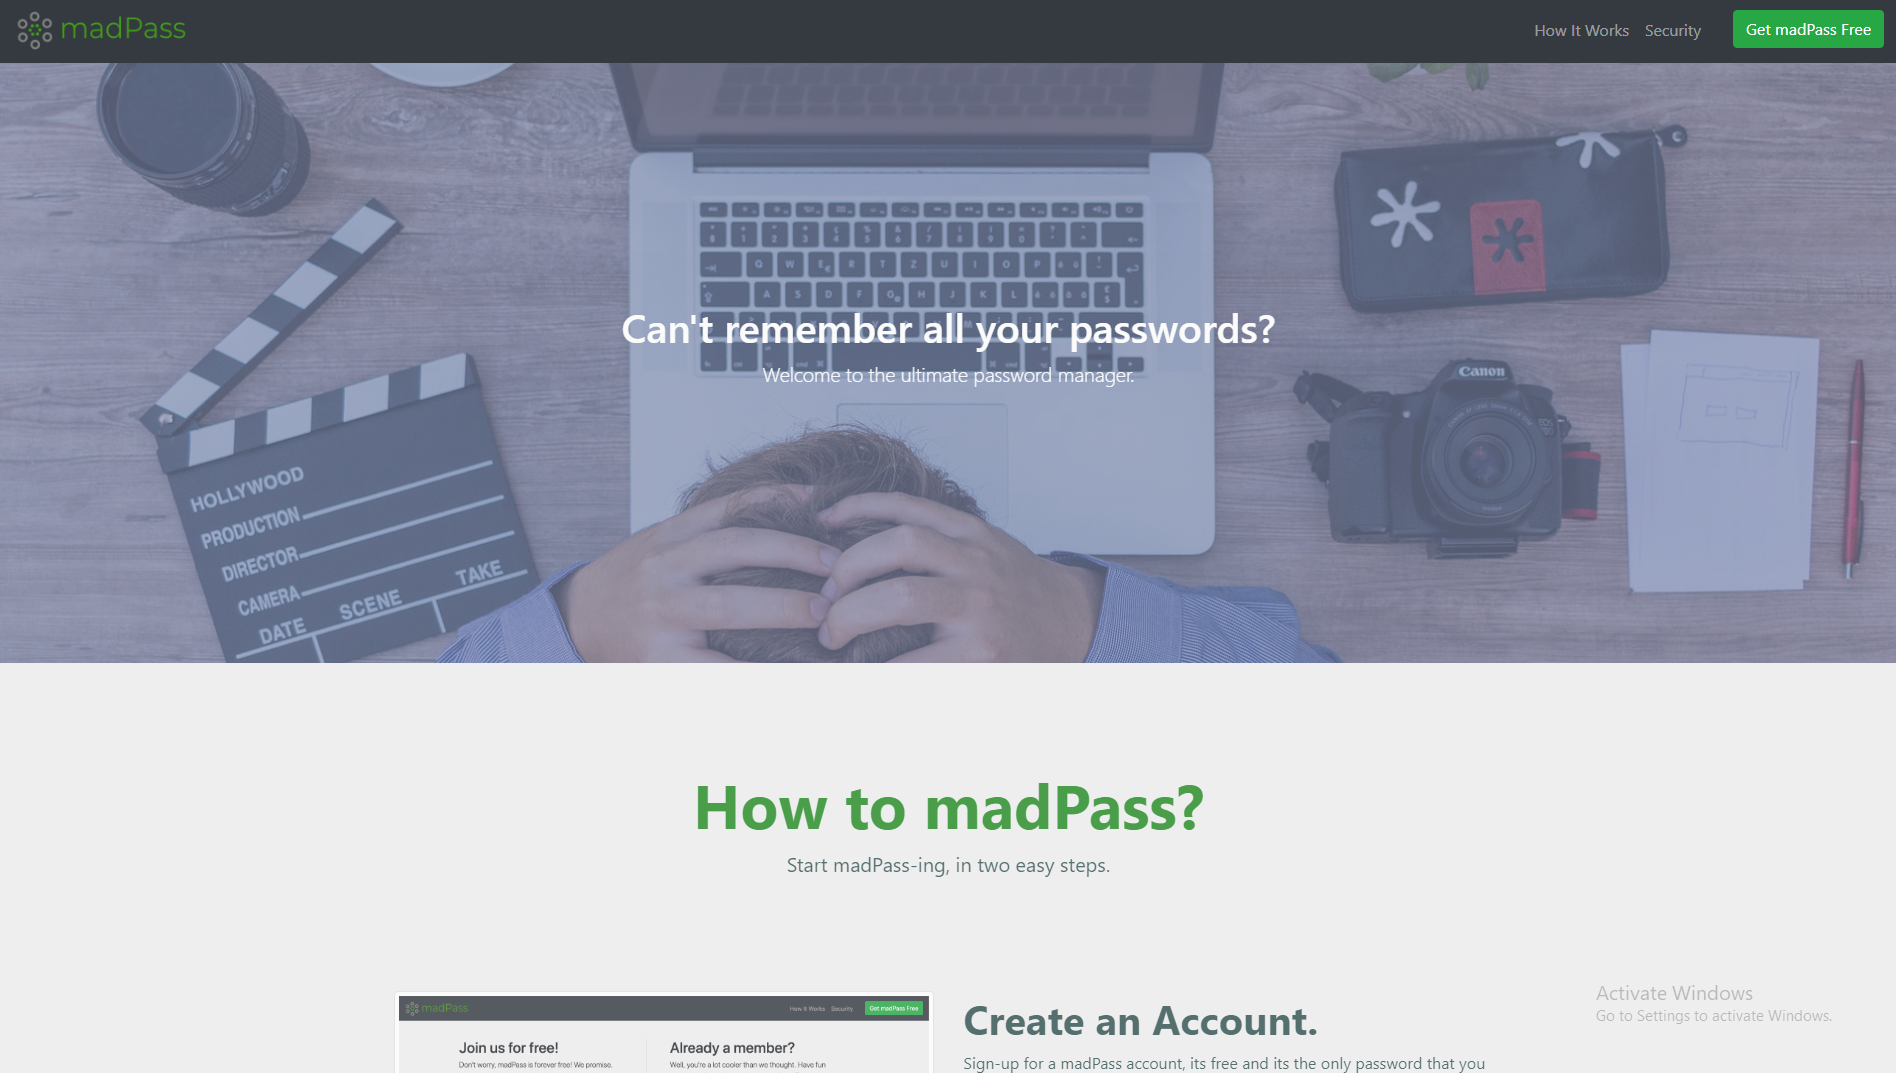 madPass
How It Works
Security
Get madPass Free
Can't remember all your passwords?
Welcome to the ultimate password manager.
Canon
HOLLYWOOD
PRODUCTION
DIRECTOR
CAMERA
DATE SCENE TAKE
How to madPass?
Start madPass-ing, in two easy steps.
madPass
How It Works Security Get madPass Free
Join us for free!
Don't worry, madPass is forever free! We promise.
Already a member?
Well, you're a lot cooler than we thought. Have fun
Create an Account.
Sign-up for a madPass account, its free and its the only password that you
Activate Windows
Go to Settings to activate Windows.